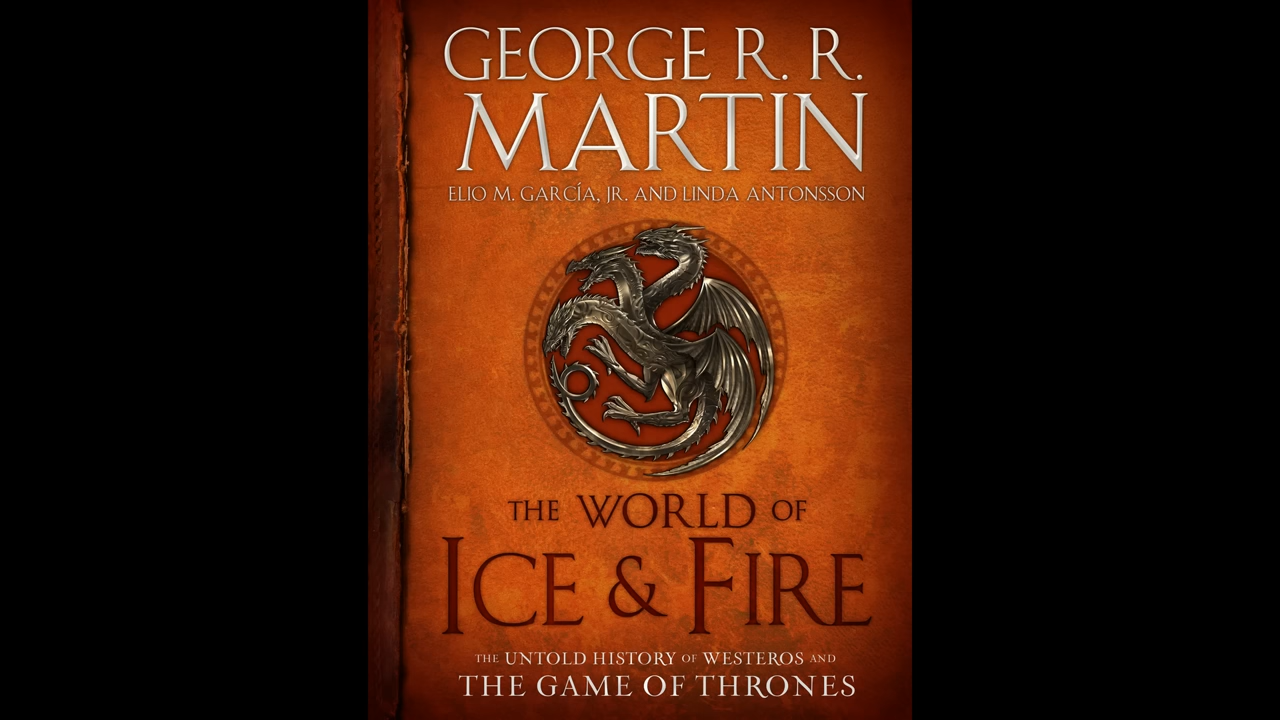 GEORGE R. R.
MARTIN
ELIO M. GARCÍA, JR. AND LINDA ANTONSSON
THE WORLD OF
ICE & FIRE
THE UNTOLD HISTORY OF WESTEROS AND
THE GAME OF THRONES